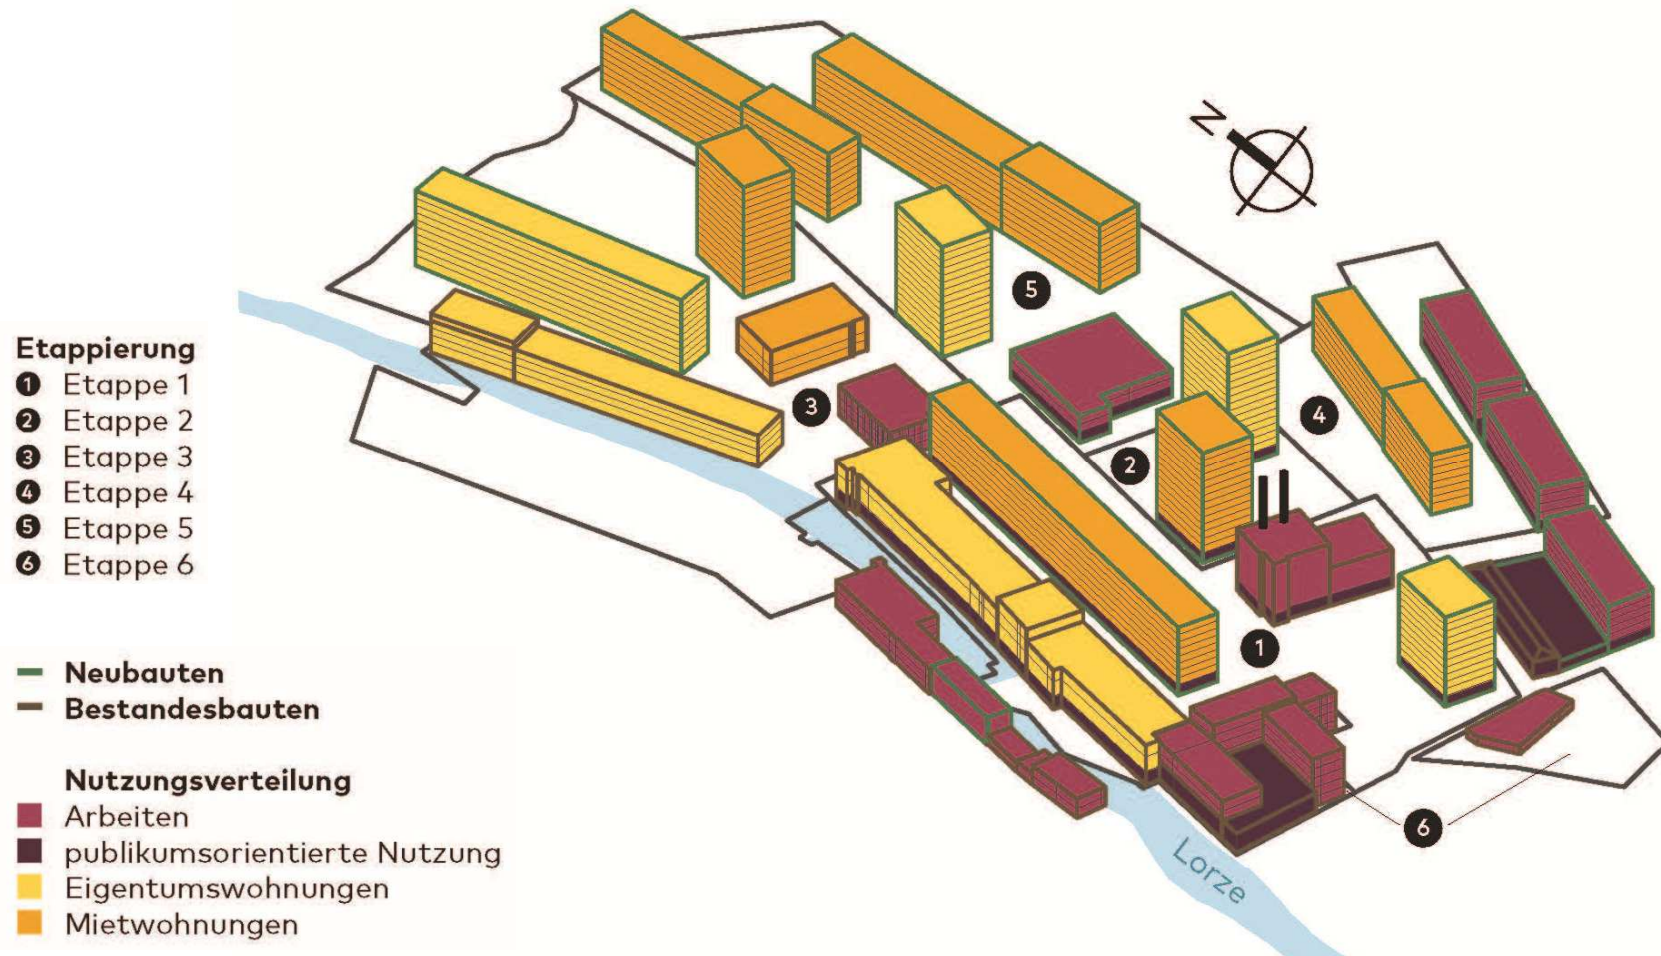 N
Etappierung
1 Etappe 1
2 Etappe 2
3 Etappe 3
4 Etappe 4
5 Etappe 5
6 Etappe 6
Neubauten
Bestandesbauten
Nutzungsverteilung
Arbeiten
publikumsorientierte Nutzung
Eigentumswohnungen
Mietwohnungen
5
3
4
2
1
6
Lorze